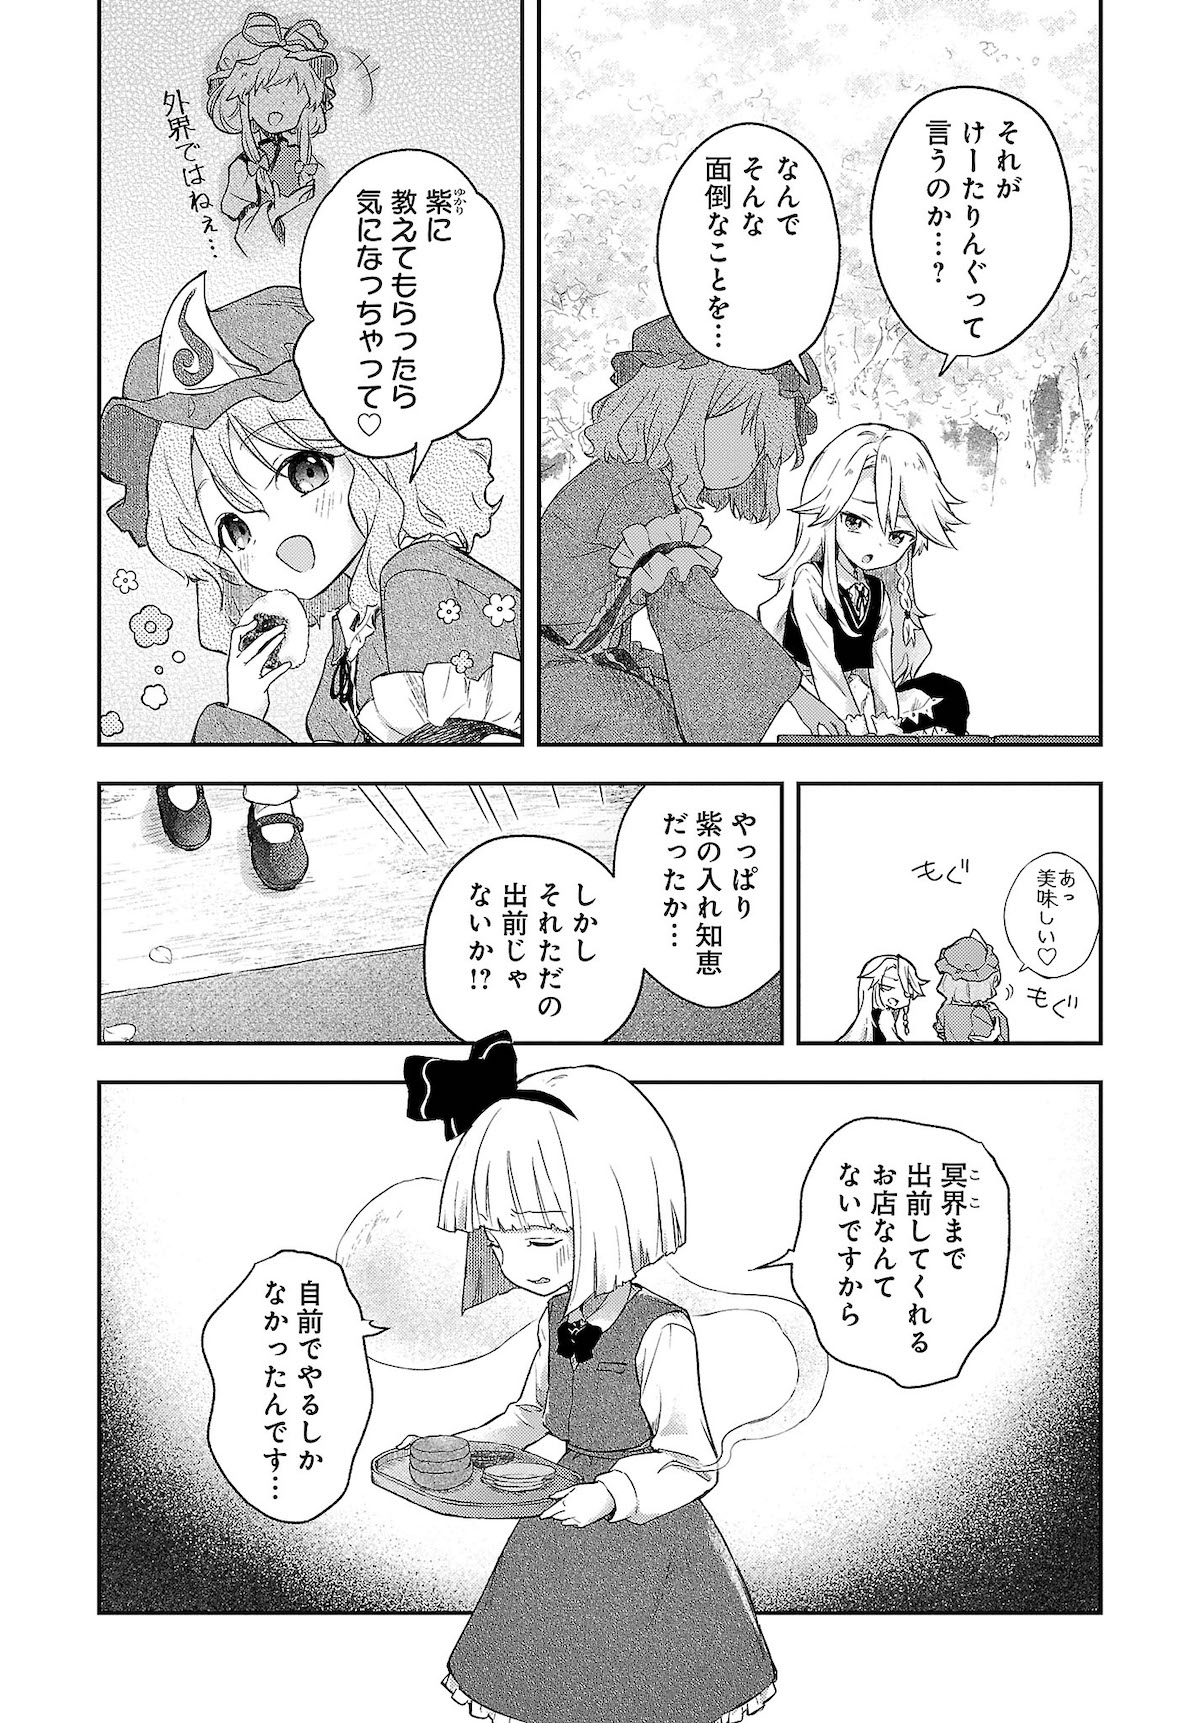 それが
けーたりんぐって
言うのか…?
なんで
そんな
面倒なことを…
紫に
ゆかり
教えてもらったら
気になっちゃって♡
外界ではねぇ…
あっ
美味しい♡
もぐ
もぐ
やっぱり
紫の入れ知恵
だったか…
しかし
それただの
出前じゃ
ないか!?
冥界まで
ここ
出前してくれる
お店なんて
ないですから
自前でやるしか
なかったんです…